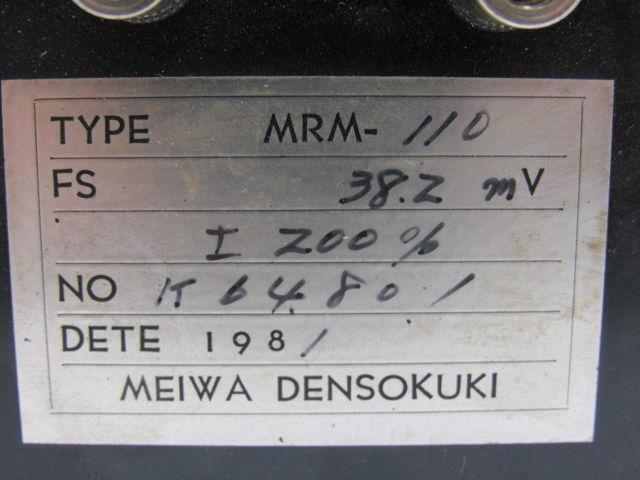 TYPE MRM-110
FS 38.2 mV
I 200%
NO K64801
DETE 1981
MEIWA DENSOKUKI